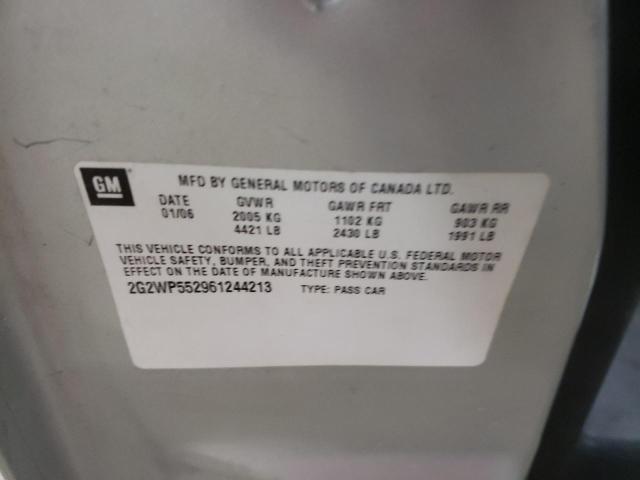 GM MFD BY GENERAL MOTORS OF CANADA LTD.
DATE GVWR GAWR FRT GAWR RR
01/06 2005 KG 1102 KG 903 KG
4421 LB 2430 LB 1991 LB
THIS VEHICLE CONFORMS TO ALL APPLICABLE U.S. FEDERAL MOTOR
VEHICLE SAFETY, BUMPER, AND THEFT PREVENTION STANDARDS IN
EFFECT ON THE DATE OF MANUFACTURE SHOWN ABOVE.
2G2WP552961244213 TYPE: PASS CAR